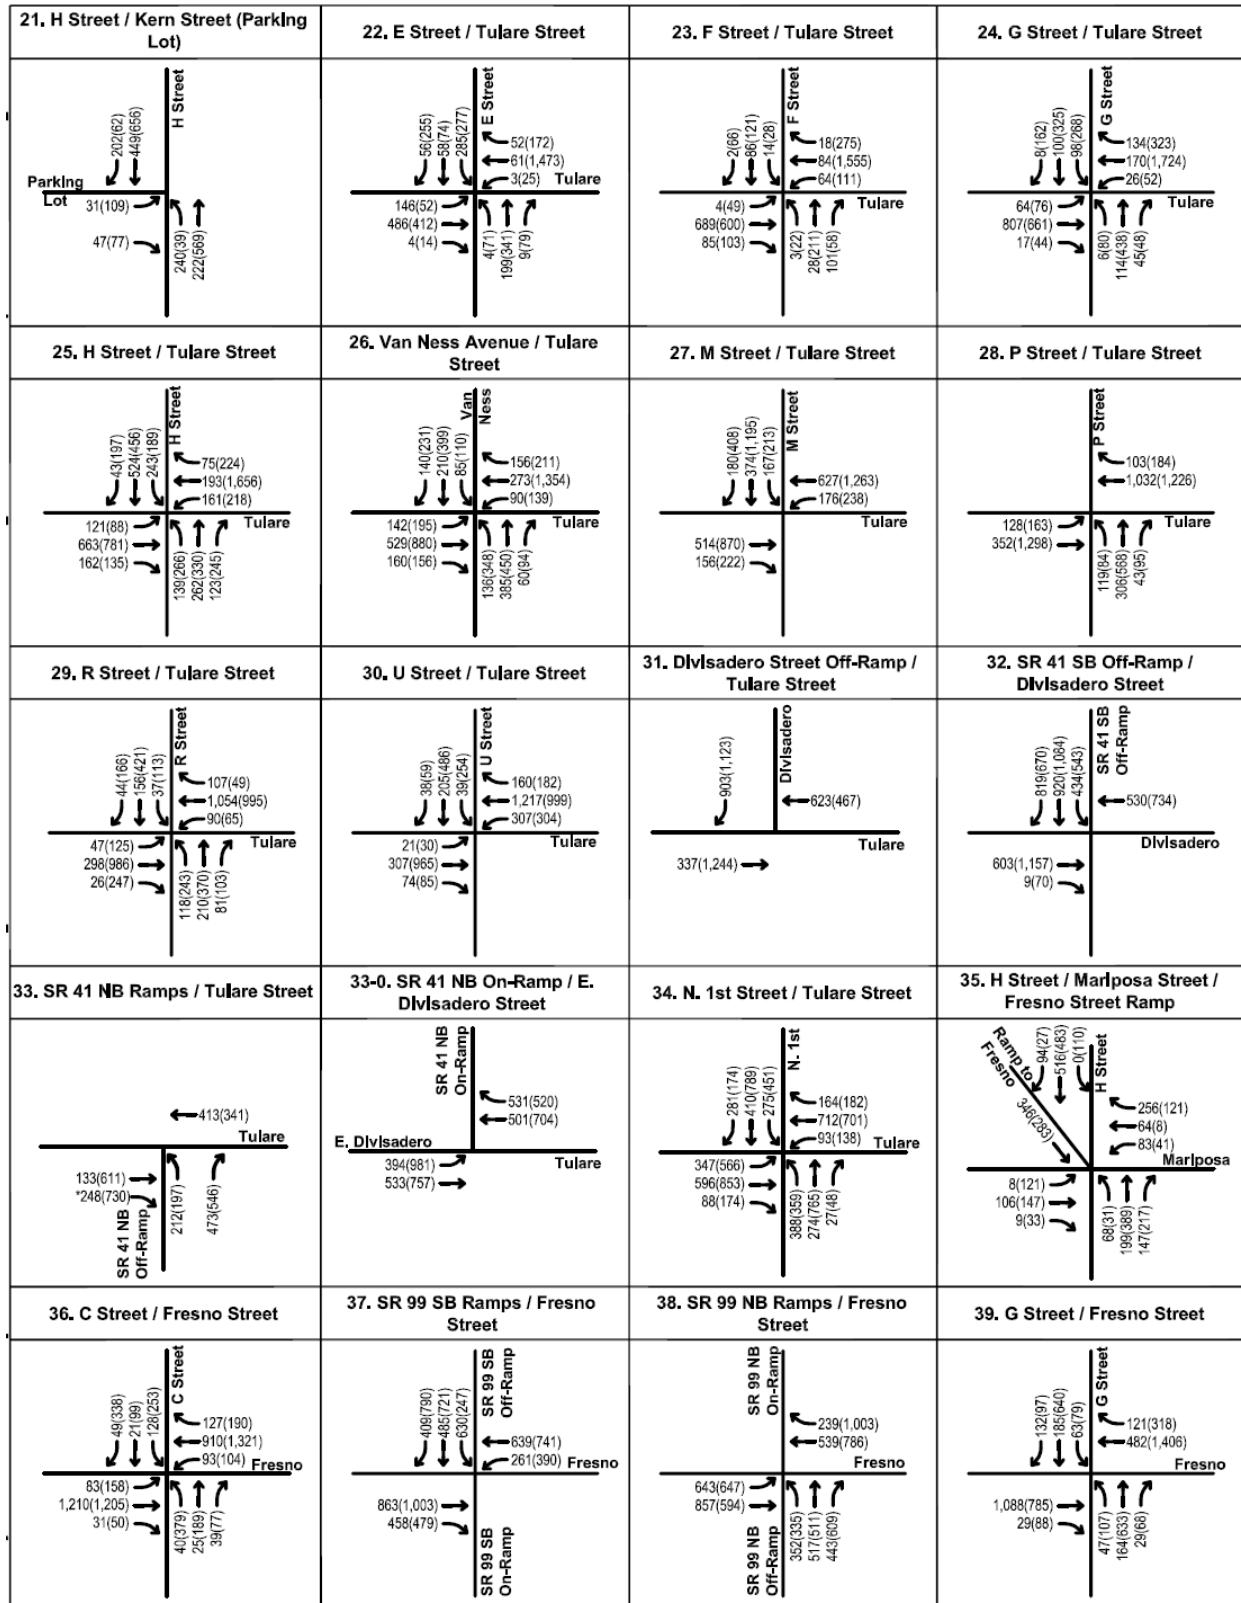 21. H Street / Kern Street (Parking
Lot)
H Street
202(62)
449(656)
Parking
Lot
31(109)
47(77)
240(39)
222(569)
22. E Street / Tulare Street
E Street
56(255)
58(74)
285(277)
52(172)
61(1,473)
3(25)
Tulare
146(52)
486(412)
4(14)
4(71)
199(341)
9(79)
23. F Street / Tulare Street
F Street
2(66)
86(121)
14(28)
18(275)
84(1,555)
64(111)
Tulare
4(49)
689(600)
85(103)
3(22)
28(211)
101(58)
24. G Street / Tulare Street
G Street
8(162)
100(325)
98(268)
134(323)
170(1,724)
26(52)
Tulare
64(76)
807(661)
17(44)
6(80)
114(438)
45(48)
25. H Street / Tulare Street
H Street
43(197)
524(456)
243(189)
75(224)
193(1,656)
161(218)
Tulare
121(88)
663(781)
162(135)
139(266)
262(330)
123(245)
26. Van Ness Avenue / Tulare
Street
Van
Ness
140(231)
210(399)
85(110)
156(211)
273(1,354)
90(139)
Tulare
142(195)
529(880)
160(156)
136(348)
385(450)
60(94)
27. M Street / Tulare Street
M Street
180(408)
374(1,195)
167(213)
627(1,263)
176(238)
Tulare
514(870)
156(222)
28. P Street / Tulare Street
P Street
103(184)
1,032(1,226)
Tulare
128(163)
352(1,298)
119(84)
306(568)
43(95)
29. R Street / Tulare Street
R Street
44(166)
156(421)
37(113)
107(49)
1,054(995)
90(65)
Tulare
47(125)
298(986)
26(247)
118(243)
210(370)
81(103)
30. U Street / Tulare Street
U Street
38(59)
205(486)
39(254)
160(182)
1,217(999)
307(304)
Tulare
21(30)
307(965)
74(85)
31. Divisadero Street Off-Ramp /
Tulare Street
Divisadero
903(1,123)
623(467)
Tulare
337(1,244)
32. SR 41 SB Off-Ramp /
Divisadero Street
SR 41 SB
Off-Ramp
819(670)
920(1,084)
434(543)
530(734)
Divisadero
603(1,157)
9(70)
33. SR 41 NB Ramps / Tulare Street
413(341)
Tulare
133(611)
*248(730)
SR 41 NB
Off-Ramp
212(197)
473(546)
33-0. SR 41 NB On-Ramp / E.
Divisadero Street
SR 41 NB
On-Ramp
531(520)
501(704)
E. Divisadero
Tulare
394(981)
533(757)
34. N. 1st Street / Tulare Street
N. 1st
281(174)
410(789)
275(451)
164(182)
712(701)
93(138)
Tulare
347(566)
596(853)
88(174)
388(359)
274(765)
27(48)
35. H Street / Mariposa Street /
Fresno Street Ramp
Ramp to
Fresno
H Street
94(27)
516(483)
0(110)
346(283)
256(121)
64(8)
83(41)
Mariposa
8(121)
106(147)
9(33)
68(31)
199(389)
147(217)
36. C Street / Fresno Street
C Street
49(338)
21(99)
128(253)
127(190)
910(1,321)
93(104)
Fresno
83(158)
1,210(1,205)
31(50)
40(379)
25(189)
39(77)
37. SR 99 SB Ramps / Fresno
Street
SR 99 SB
Off-Ramp
409(790)
485(721)
630(247)
639(741)
261(390)
Fresno
863(1,003)
458(479)
SR 99 SB
On-Ramp
38. SR 99 NB Ramps / Fresno
Street
SR 99 NB
On-Ramp
239(1,003)
539(786)
Fresno
643(647)
857(594)
SR 99 NB
Off-Ramp
352(335)
517(511)
443(609)
39. G Street / Fresno Street
G Street
132(97)
185(640)
63(79)
121(318)
482(1,406)
Fresno
1,088(785)
29(88)
47(107)
164(633)
29(68)